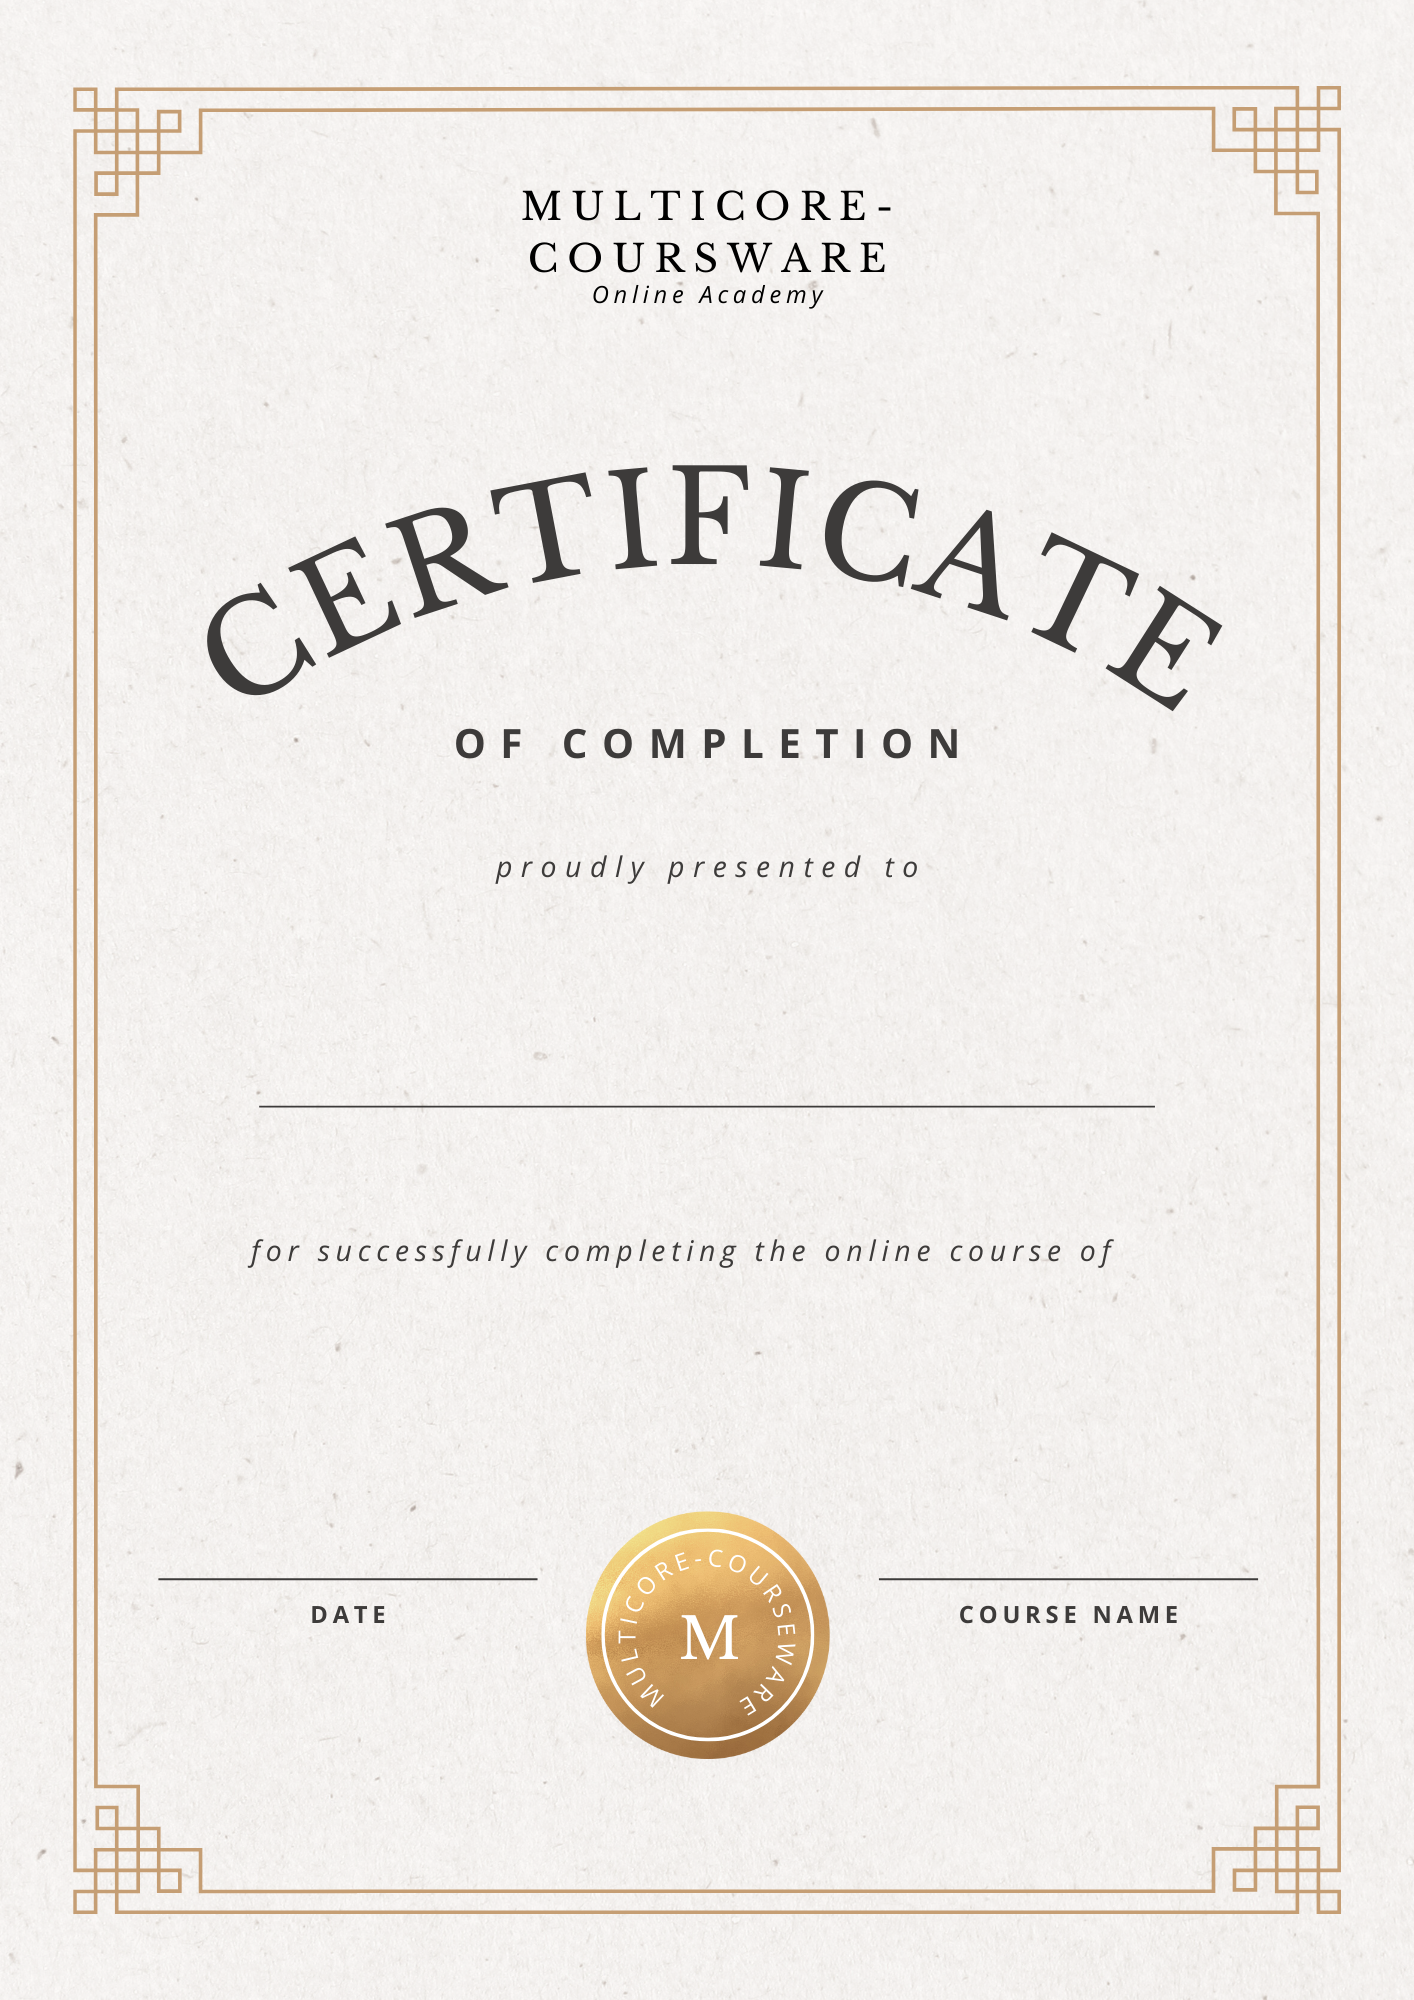 MULTICORE-
COURSWARE
Online Academy
CERTIFICATE
OF COMPLETION
proudly presented to
for successfully completing the online course of
DATE
MULTICORE-COURSEWARE
M
COURSE NAME